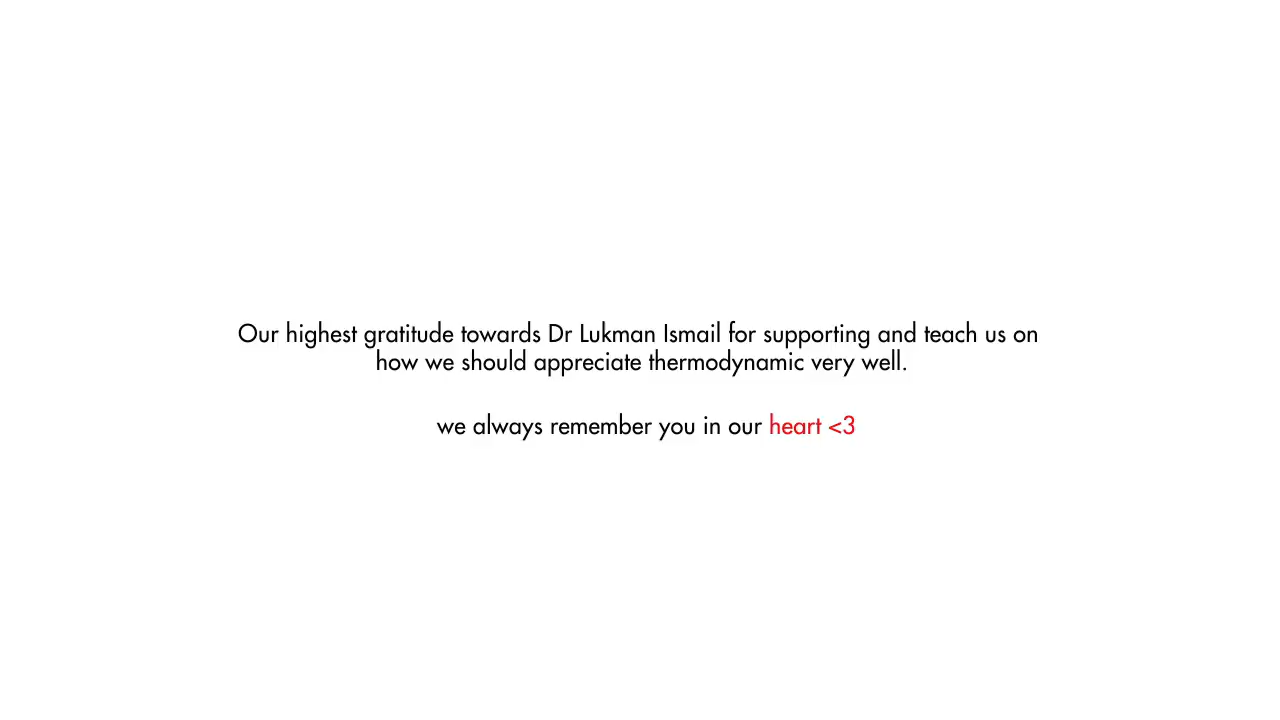 Our highest gratitude towards Dr Lukman Ismail for supporting and teach us on
how we should appreciate thermodynamic very well.
we always remember you in our heart <3